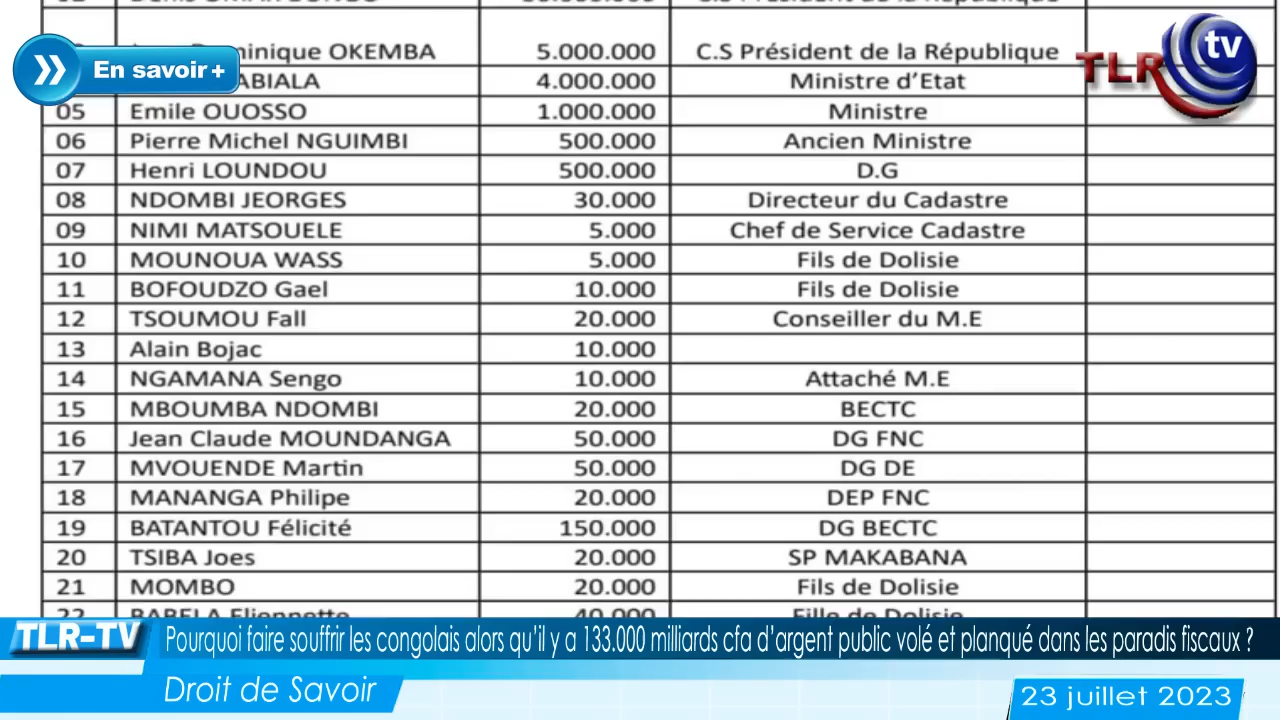 OKEMBA 5.000.000 C.S Président de la République
En savoir+
ABIALA 4.000.000 Ministre d'Etat
TLR tv
05 Emile OUOSSO 1.000.000 Ministre
06 Pierre Michel NGUIMBI 500.000 Ancien Ministre
07 Henri LOUNDOU 500.000 D.G
08 NDOMBI JEORGES 30.000 Directeur du Cadastre
09 NIMI MATSOUELE 5.000 Chef de Service Cadastre
10 MOUNOUA WASS 5.000 Fils de Dolisie
11 BOFOUDZO Gael 10.000 Fils de Dolisie
12 TSOUMOU Fall 20.000 Conseiller du M.E
13 Alain Bojac 10.000
14 NGAMANA Sengo 10.000 Attaché M.E
15 MBOUMBA NDOMBI 20.000 BECTC
16 Jean Claude MOUNDANGA 50.000 DG FNC
17 MVOUENDE Martin 50.000 DG DE
18 MANANGA Philipe 20.000 DEP FNC
19 BATANTOU Félicité 150.000 DG BECTC
20 TSIBA Joes 20.000 SP MAKABANA
21 MOMBO 20.000 Fils de Dolisie
TLR-TV Pourquoi faire souffrir les congolais alors qu'il y a 133.000 milliards cfa d'argent public volé et planqué dans les paradis fiscaux ?
Droit de Savoir
23 juillet 2023